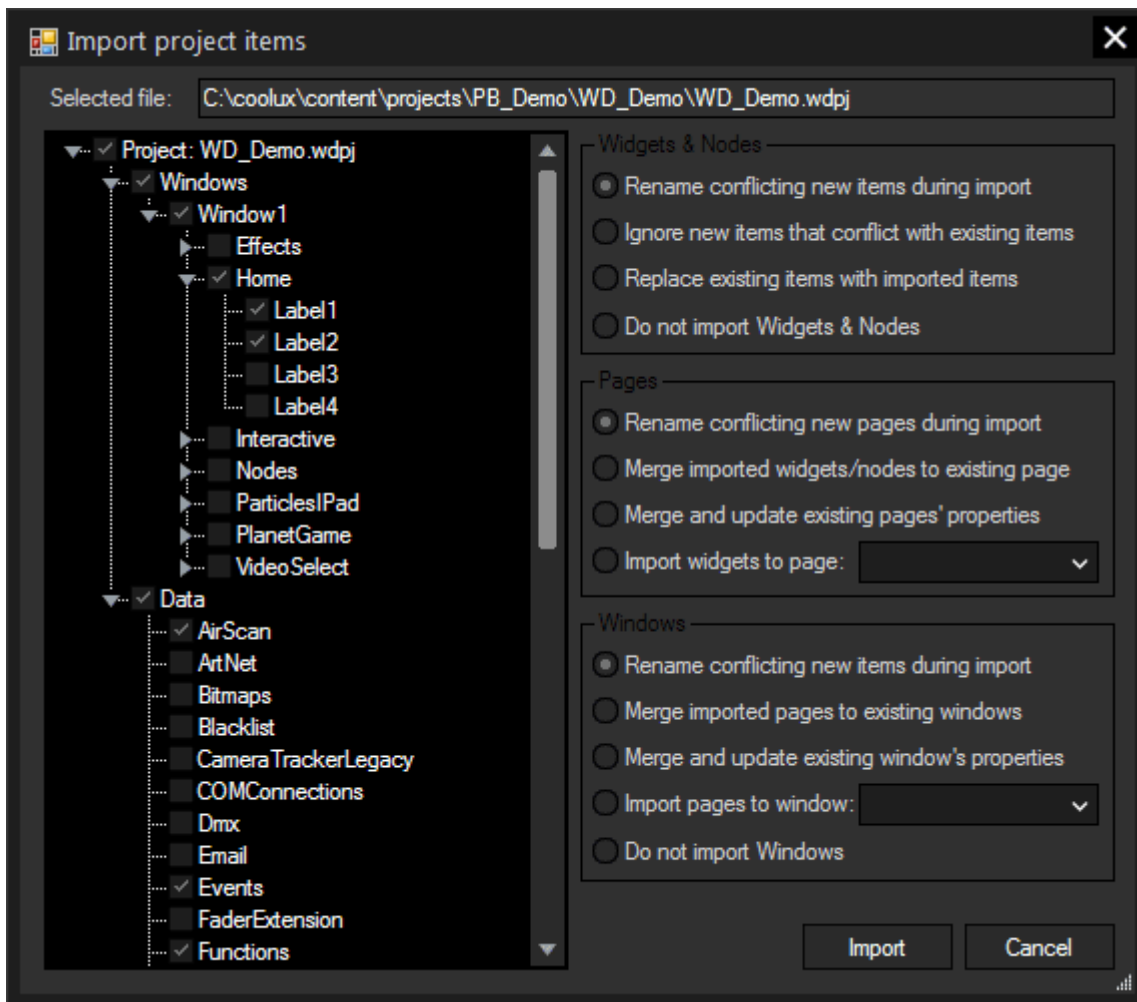 Import project items
Selected file: C:\coolux\content\projects\PB_Demo\WD_Demo\WD_Demo.wdpj
Project: WD_Demo.wdpj
Windows
Window1
Effects
Home
Label1
Label2
Label3
Label4
Interactive
Nodes
ParticlesIPad
PlanetGame
VideoSelect
Data
AirScan
ArtNet
Bitmaps
Blacklist
CameraTrackerLegacy
COMConnections
Dmx
Email
Events
FaderExtension
Functions
Widgets & Nodes
Rename conflicting new items during import
Ignore new items that conflict with existing items
Replace existing items with imported items
Do not import Widgets & Nodes
Pages
Rename conflicting new pages during import
Merge imported widgets/nodes to existing page
Merge and update existing pages' properties
Import widgets to page:
Windows
Rename conflicting new items during import
Merge imported pages to existing windows
Merge and update existing window's properties
Import pages to window:
Do not import Windows
Import
Cancel